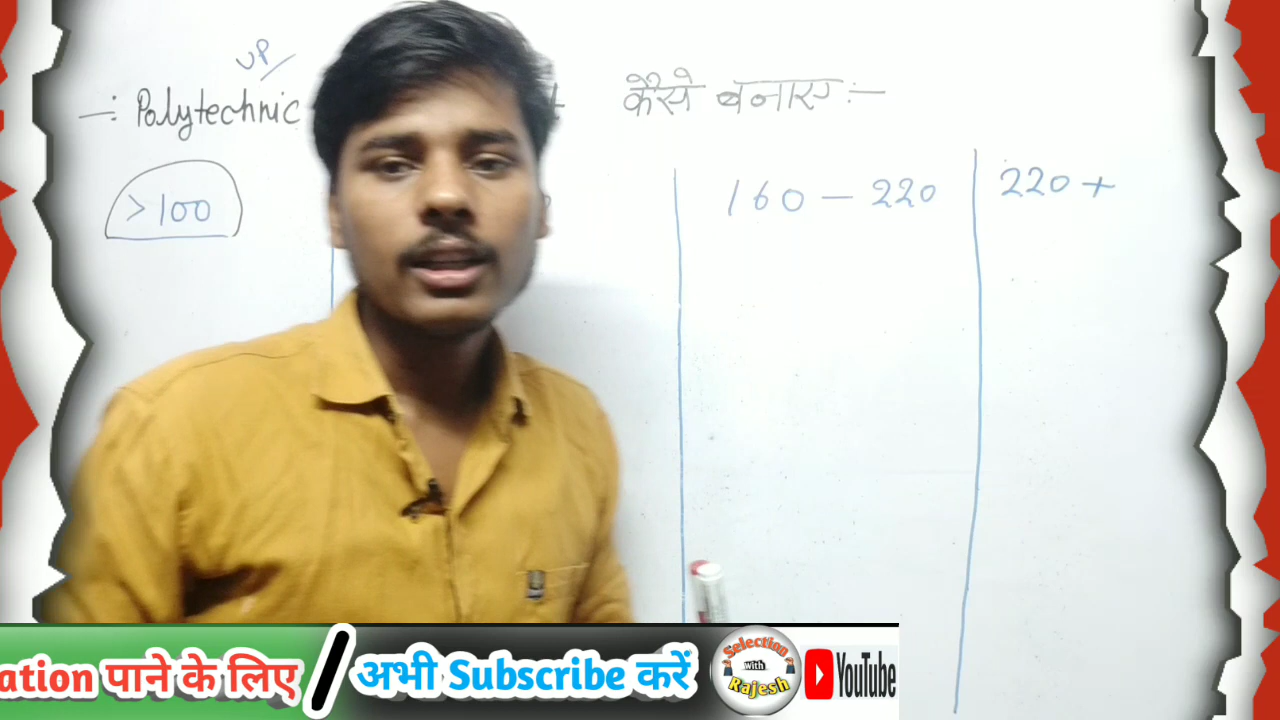 UP
-: Polytechnic कैसे बनाए:-
> 100
160 - 220
220 +
ation पाने के लिए / अभी Subscribe करें
Selection
with
Rajesh
YouTube